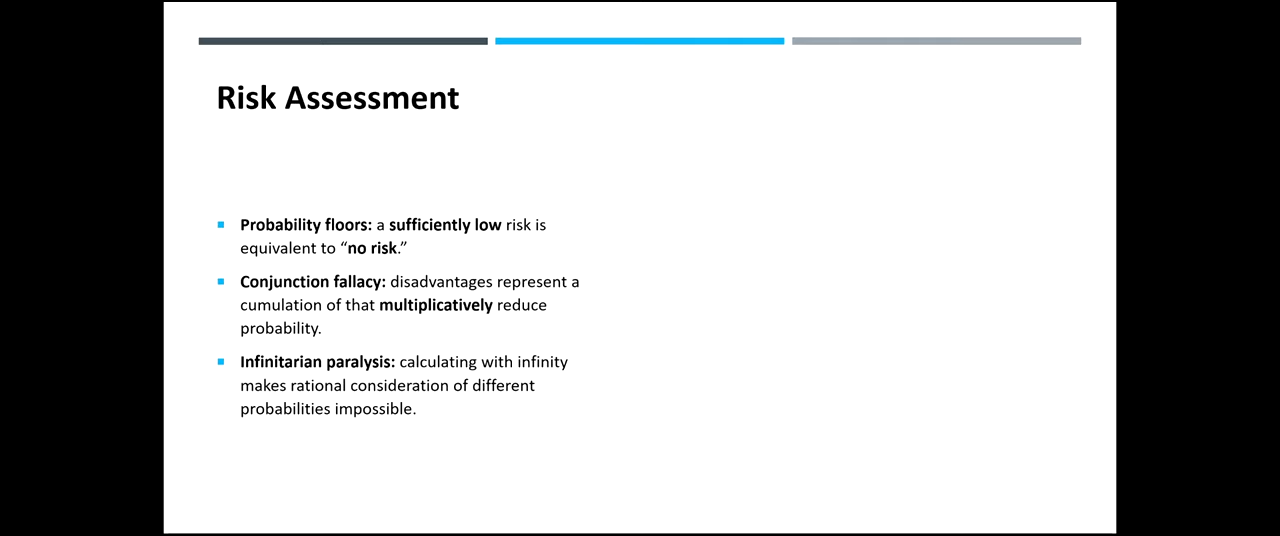 Risk Assessment
Probability floors: a sufficiently low risk is
equivalent to “no risk.”
Conjunction fallacy: disadvantages represent a
cumulation of that multiplicatively reduce
probability.
Infinitarian paralysis: calculating with infinity
makes rational consideration of different
probabilities impossible.